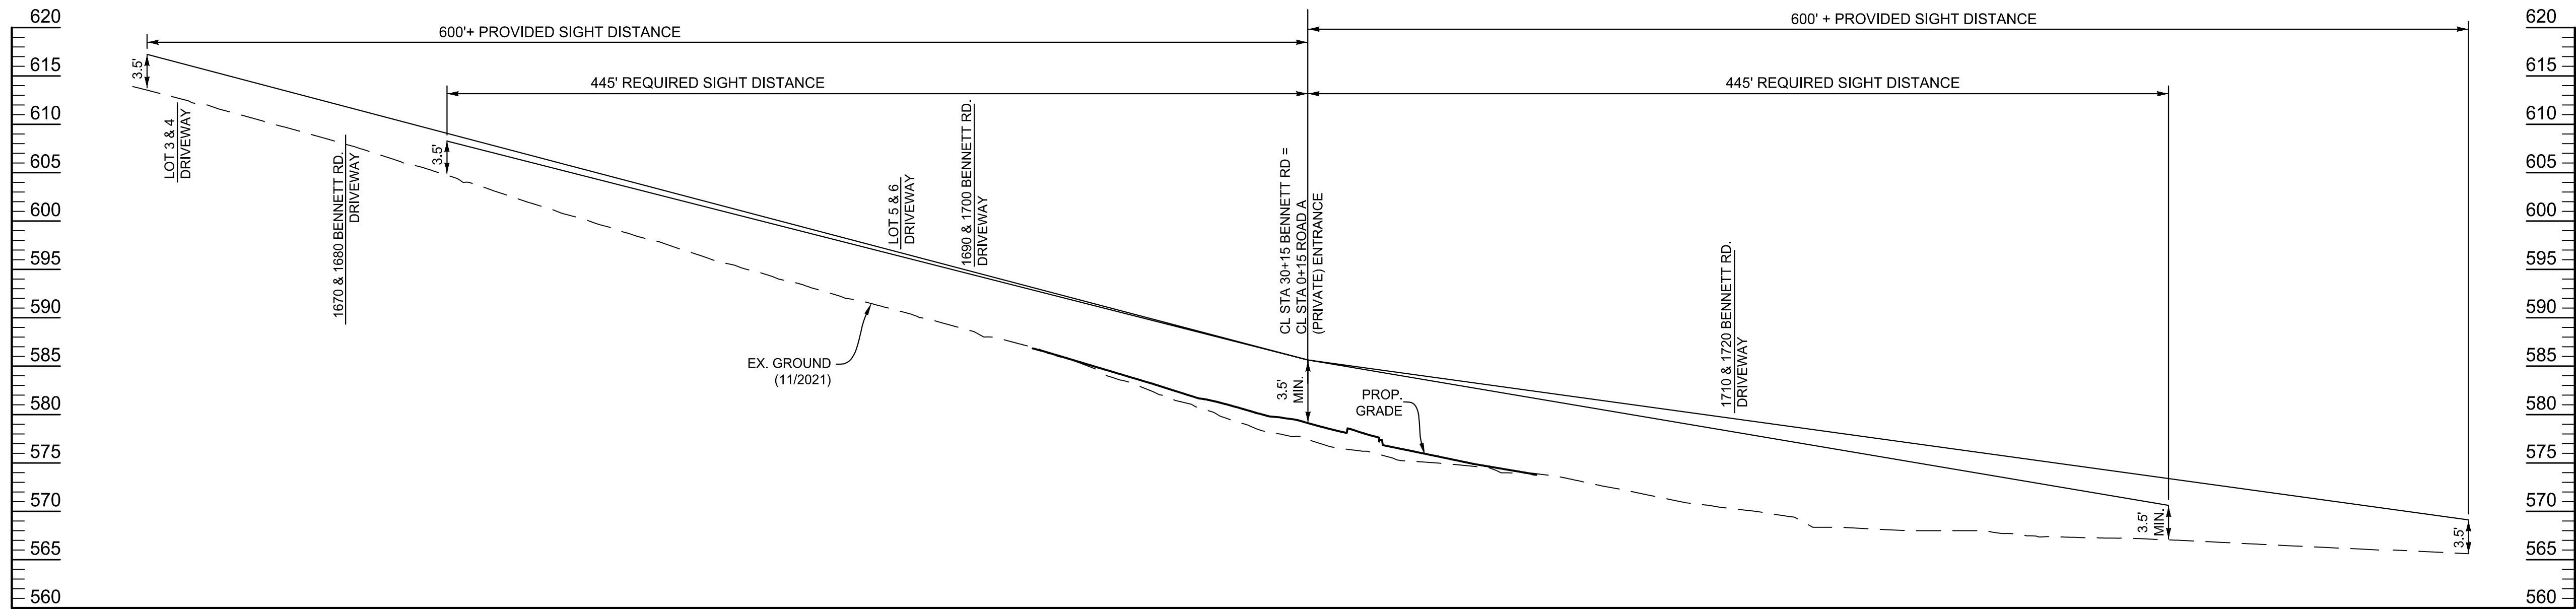 620
615
610
605
600
595
590
585
580
575
570
565
560
600'+ PROVIDED SIGHT DISTANCE
600' + PROVIDED SIGHT DISTANCE
445' REQUIRED SIGHT DISTANCE
445' REQUIRED SIGHT DISTANCE
3.5'
LOT 3 & 4
DRIVEWAY
1670 & 1680 BENNETT RD.
DRIVEWAY
3.5'
LOT 5 & 6
DRIVEWAY
1690 & 1700 BENNETT RD.
DRIVEWAY
EX. GROUND
(11/2021)
CL STA 30+15 BENNETT RD =
CL STA 0+15 ROAD A
(PRIVATE) ENTRANCE
3.5'
MIN.
PROP.
GRADE
1710 & 1720 BENNETT RD.
DRIVEWAY
3.5'
MIN.
3.5'
620
615
610
605
600
595
590
585
580
575
570
565
560